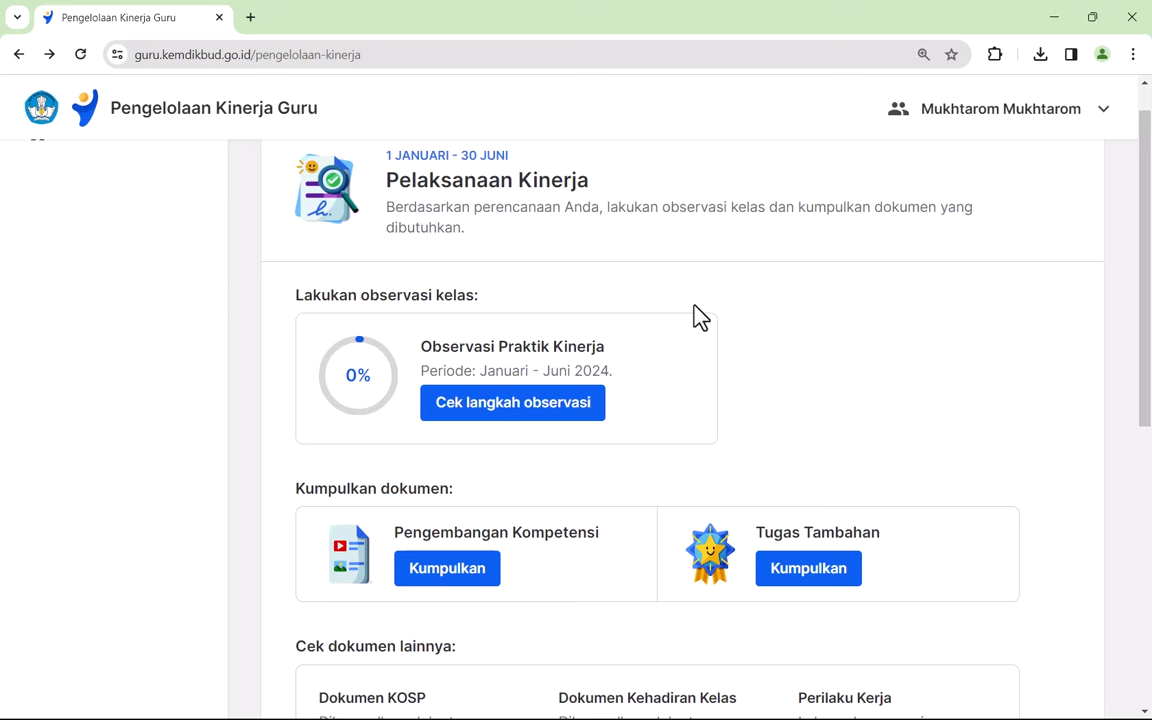 Pengelolaan Kinerja Guru
guru.kemdikbud.go.id/pengelolaan-kinerja
Pengelolaan Kinerja Guru
Mukhtarom Mukhtarom
1 JANUARI - 30 JUNI
Pelaksanaan Kinerja
Berdasarkan perencanaan Anda, lakukan observasi kelas dan kumpulkan dokumen yang
dibutuhkan.
Lakukan observasi kelas:
0%
Observasi Praktik Kinerja
Periode: Januari - Juni 2024.
Cek langkah observasi
Kumpulkan dokumen:
Pengembangan Kompetensi
Kumpulkan
Tugas Tambahan
Kumpulkan
Cek dokumen lainnya:
Dokumen KOSP
Dokumen Kehadiran Kelas
Perilaku Kerja